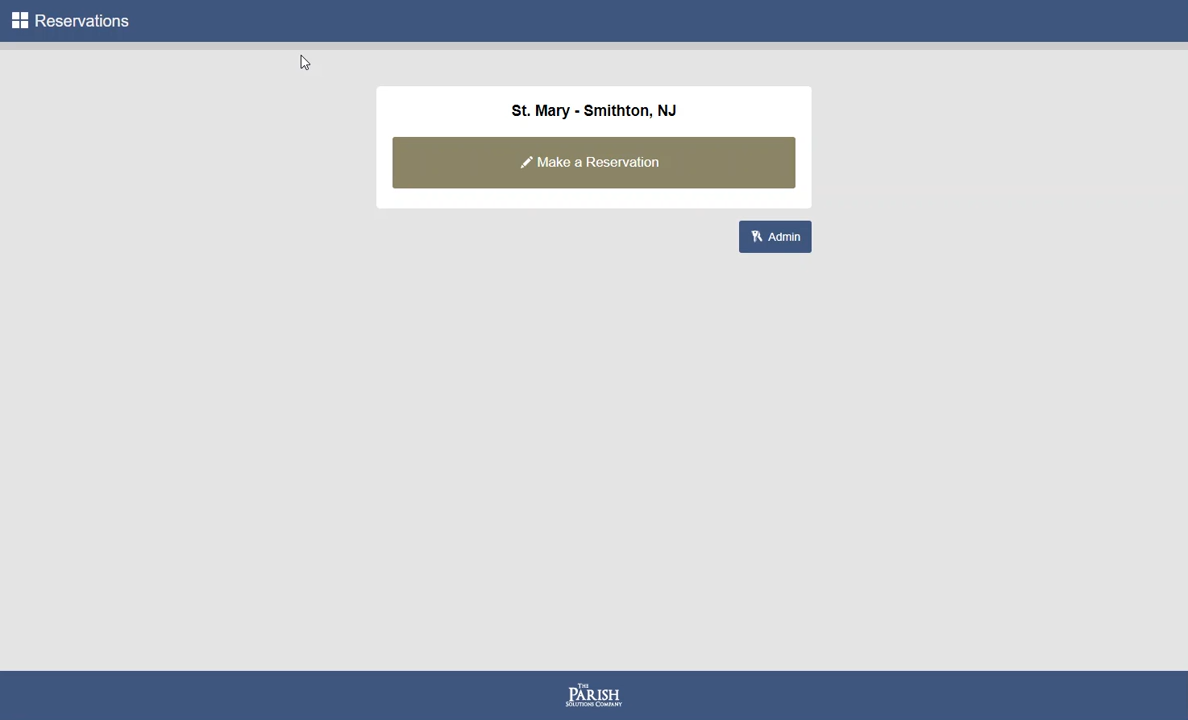 Reservations
St. Mary - Smithton, NJ
Make a Reservation
Admin
THE
PARISH
SOLUTIONS COMPANY